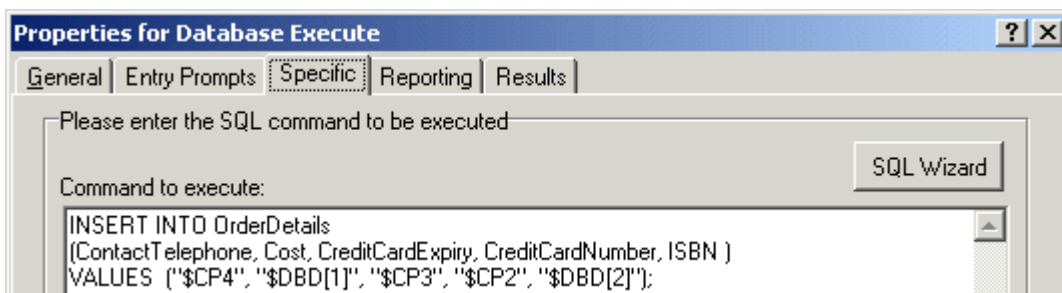 Properties for Database Execute
General Entry Prompts Specific Reporting Results
Please enter the SQL command to be executed
SQL Wizard
Command to execute:
INSERT INTO OrderDetails
(ContactTelephone, Cost, CreditCardExpiry, CreditCardNumber, ISBN )
VALUES ("$CP4", "$DBD[1]", "$CP3", "$CP2", "$DBD[2]");